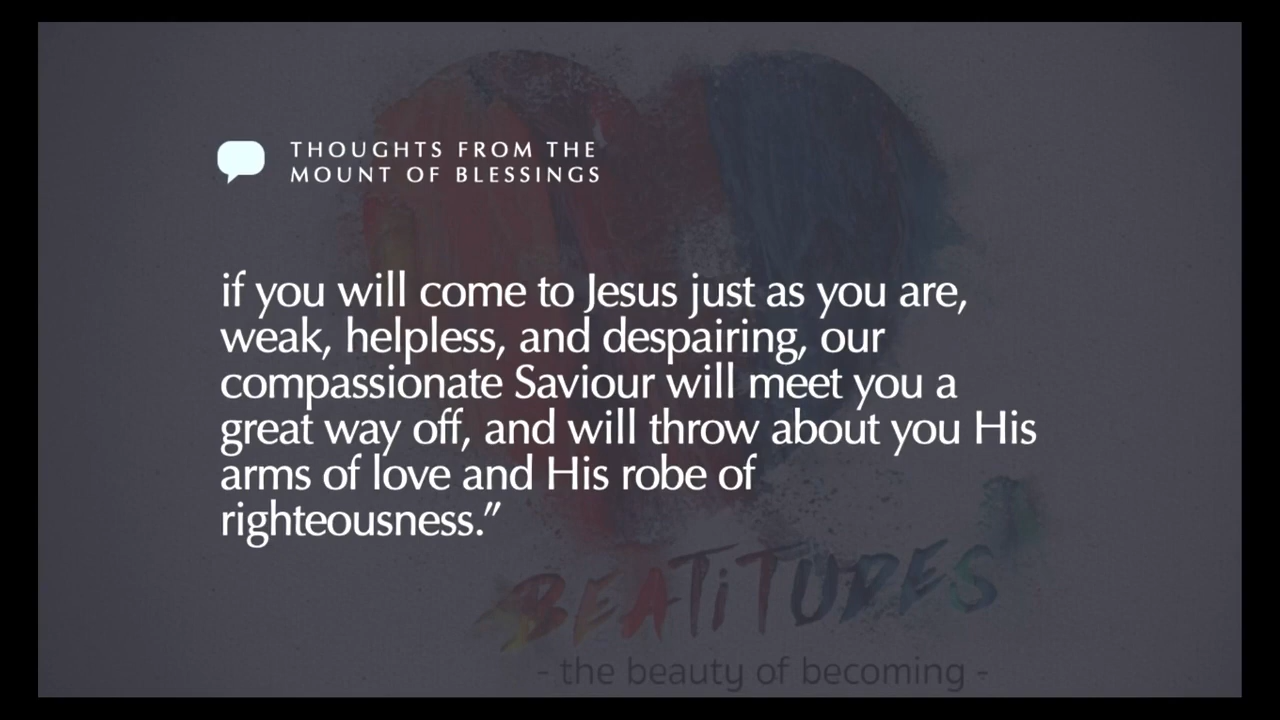 THOUGHTS FROM THE
MOUNT OF BLESSINGS
if you will come to Jesus just as you are,
weak, helpless, and despairing, our
compassionate Saviour will meet you a
great way off, and will throw about you His
arms of love and His robe of
righteousness.”
BEATiTUDES
- the beauty of becoming -